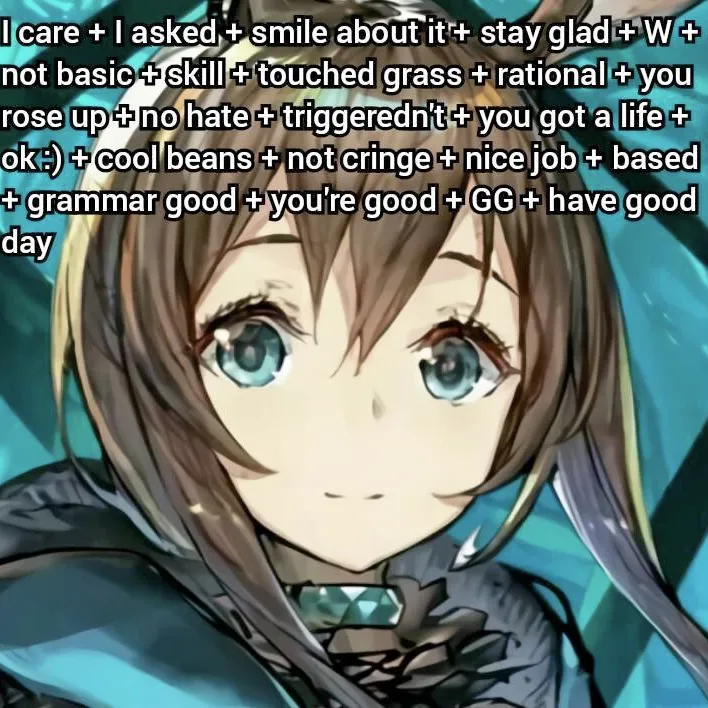 I care + I asked + smile about it + stay glad + W +
not basic + skill + touched grass + rational + you
rose up + no hate + triggeredn't + you got a life +
ok :) + cool beans + not cringe + nice job + based
+ grammar good + you're good + GG + have good
day